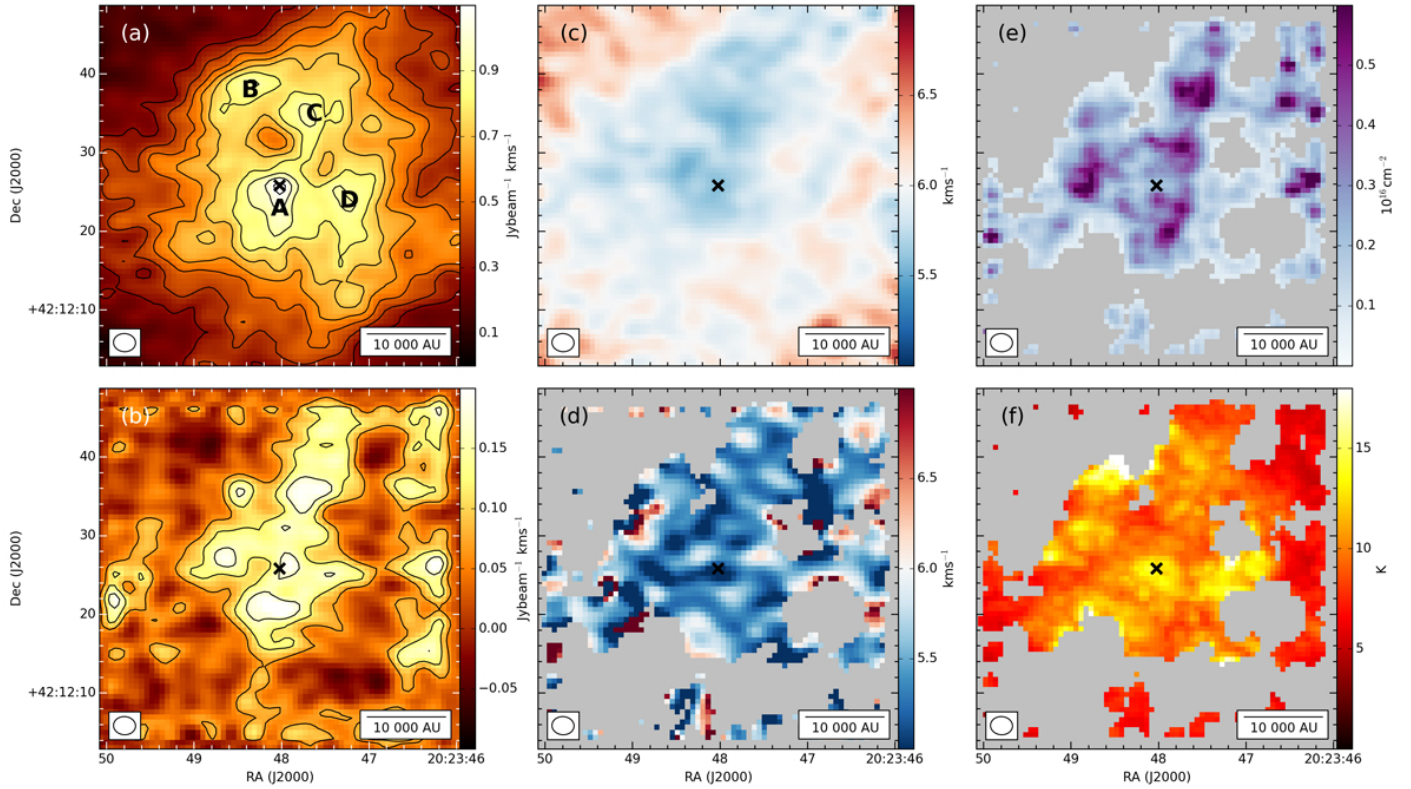 (a)
B
C
A
D
Dec (J2000)
40
30
20
+42:12:10
10 000 AU
0.9
0.7
0.5
0.3
0.1
Jybeam⁻¹ kms⁻¹
(c)
10 000 AU
6.5
6.0
5.5
kms⁻¹
(e)
10 000 AU
0.5
0.4
0.3
0.2
0.1
10¹⁶cm⁻²
(b)
Dec (J2000)
40
30
20
+42:12:10
10 000 AU
50
49
48
47
20:23:46
RA (J2000)
0.15
0.10
0.05
0.00
−0.05
Jybeam⁻¹ kms⁻¹
(d)
10 000 AU
50
49
48
47
20:23:46
RA (J2000)
6.5
6.0
5.5
kms⁻¹
(f)
10 000 AU
50
49
48
47
20:23:46
RA (J2000)
15
10
5
K